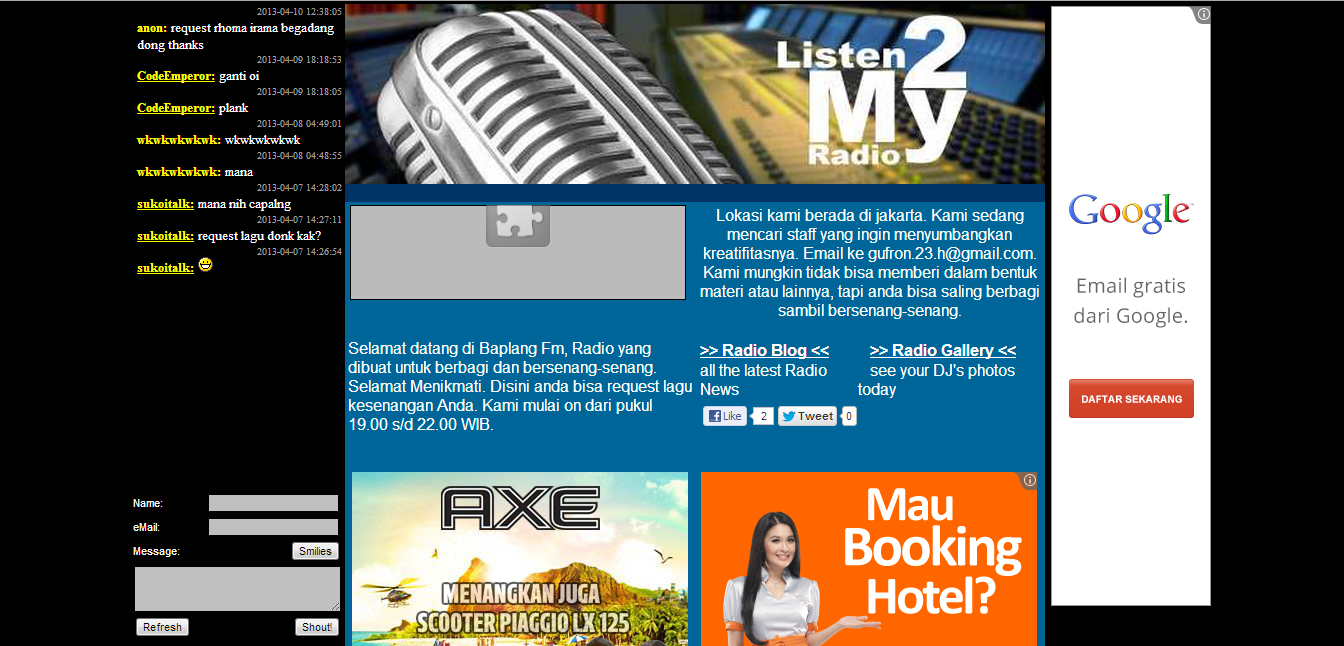 2013-04-10 12:38:05
anon: request rhoma irama begadang
dong thanks
2013-04-09 18:18:53
CodeEmperor: ganti oi
2013-04-09 18:18:05
CodeEmperor: plank
2013-04-08 04:49:01
wkwkwkwkwk: wkwkwkwkwk
2013-04-08 04:48:55
wkwkwkwkwk: mana
2013-04-07 14:28:02
sukoitalk: mana nih capalng
2013-04-07 14:27:11
sukoitalk: request lagu donk kak?
2013-04-07 14:26:54
sukoitalk:
Name:
eMail:
Message:
Smilies
Refresh
Shout!
Listen 2
My
Radio
Lokasi kami berada di jakarta. Kami sedang
mencari staff yang ingin menyumbangkan
kreatifitasnya. Email ke gufron.23.h@gmail.com.
Kami mungkin tidak bisa memberi dalam bentuk
materi atau lainnya, tapi anda bisa saling berbagi
sambil bersenang-senang.
Selamat datang di Baplang Fm, Radio yang
dibuat untuk berbagi dan bersenang-senang.
Selamat Menikmati. Disini anda bisa request lagu
kesenangan Anda. Kami mulai on dari pukul
19.00 s/d 22.00 WIB.
>> Radio Blog <<
all the latest Radio
News
>> Radio Gallery <<
see your DJ's photos
today
Like 2 Tweet 0
AXE
MENANGKAN JUGA
SCOOTER PIAGGIO LX 125
Mau
Booking
Hotel?
Google™
Email gratis
dari Google.
DAFTAR SEKARANG